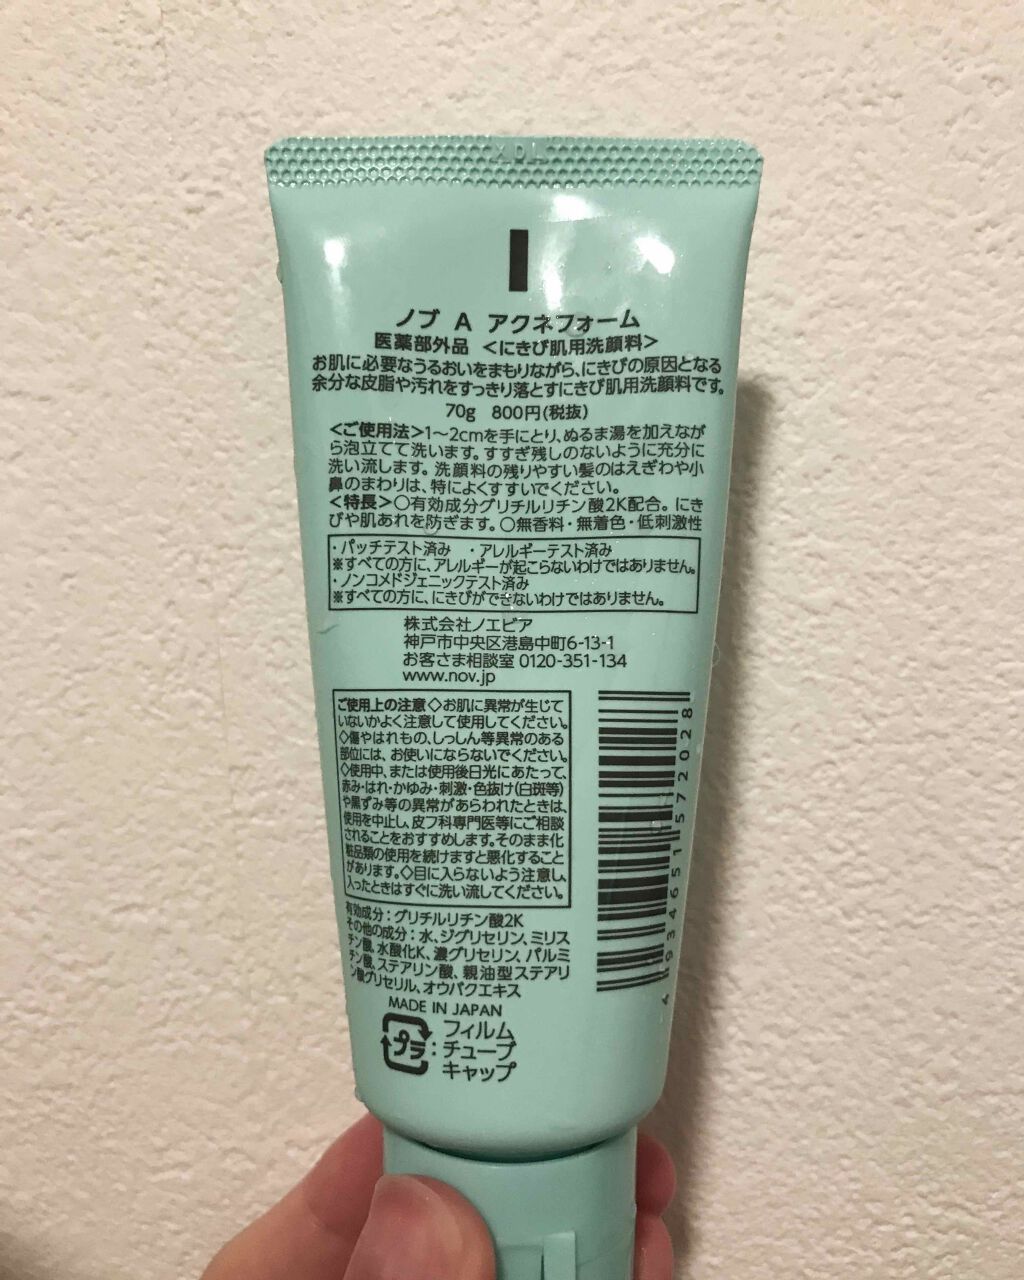 ノブ A アクネフォーム
医薬部外品 <にきび肌用洗顔料>
お肌に必要なうるおいをまもりながら、にきびの原因となる
余分な皮脂や汚れをすっきり落とすにきび肌用洗顔料です。
70g 800円(税抜)
<ご使用法>1〜2cmを手にとり、ぬるま湯を加えなが
ら泡立てて洗います。すすぎ残しのないように充分に
洗い流します。洗顔料の残りやすい髪のはえぎわや小
鼻のまわりは、特によくすすいでください。
<特長>○有効成分グリチルリチン酸2K配合。にき
びや肌あれを防ぎます。○無香料・無着色・低刺激性
・パッチテスト済み ・アレルギーテスト済み
※すべての方に、アレルギーが起こらないわけではありません。
・ノンコメドジェニックテスト済み
※すべての方に、にきびができないわけではありません。
株式会社ノエビア
神戸市中央区港島中町6-13-1
お客さま相談室 0120-351-134
www.nov.jp
ご使用上の注意 ◇お肌に異常が生じて
いないかよく注意して使用してください。
◇傷やはれもの、しっしん等異常のある
部位には、お使いにならないでください。
◇使用中、または使用後日光にあたって、
赤み・はれ・かゆみ・刺激・色抜け(白斑等)
や黒ずみ等の異常があらわれたときは、
使用を中止し、皮フ科専門医等にご相談
されることをおすすめします。そのまま化
粧品類の使用を続けますと悪化すること
があります。◇目に入らないよう注意し、
入ったときはすぐに洗い流してください。
有効成分：グリチルリチン酸2K
その他の成分：水、ジグリセリン、ミリス
チン酸、水酸化K、濃グリセリン、パルミ
チン酸、ステアリン酸、親油型ステアリ
ン酸グリセリル、オウバクエキス
4934651572028
MADE IN JAPAN
プラ：フィルム
チューブ
キャップ